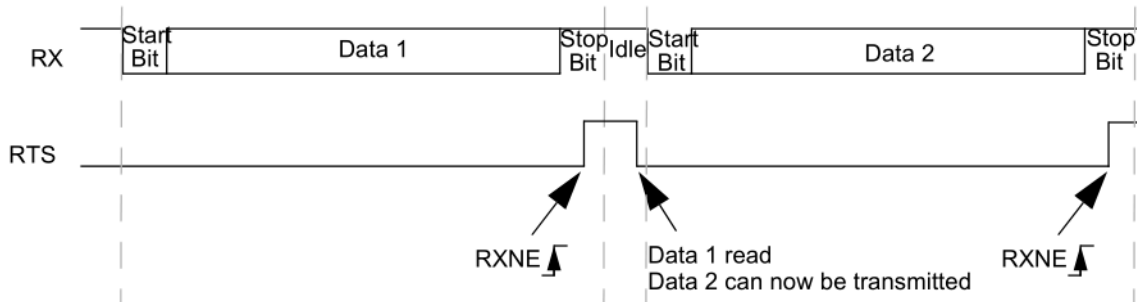 RX
Start
Bit
Data 1
Stop
Bit
Idle
Start
Bit
Data 2
Stop
Bit
RTS
RXNE
Data 1 read
Data 2 can now be transmitted
RXNE